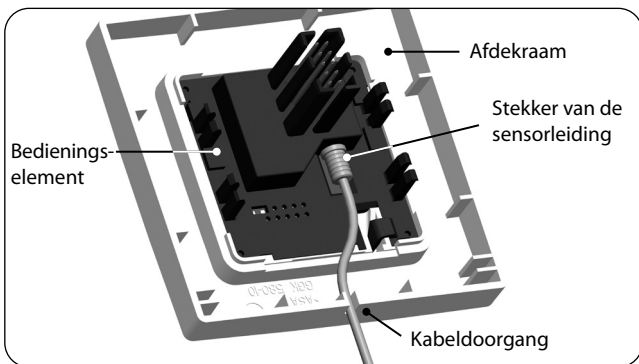 Afdekraam
Stekker van de
sensorleiding
Bedienings-
element
Kabeldoorgang